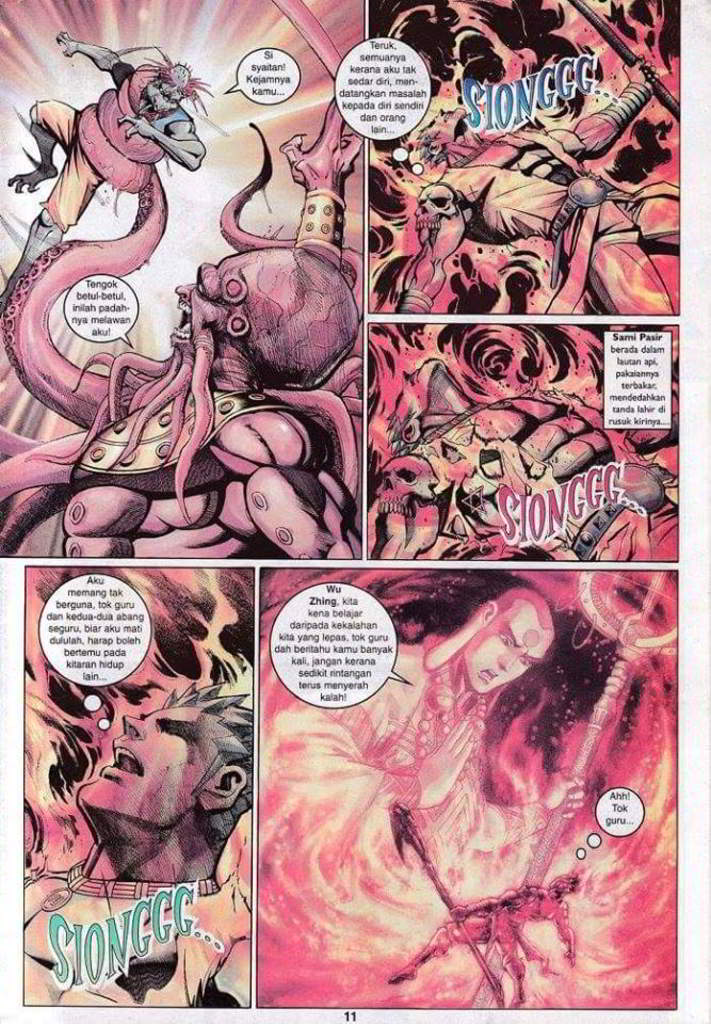 Si
syaitan!
Kejamnya
kamu...
Tengok
betul-betul,
inilah padah-
nya melawan
aku!
Teruk,
semuanya
kerana aku tak
sedar diri, men-
datangkan masalah
kepada diri sendiri
dan orang
lain...
SIONGGG...
Sami Pasir
berada dalam
lautan api,
pakaiannya
terbakar,
mendedahkan
tanda lahir di
rusuk kirinya...
SIONGGG...
Aku
memang tak
berguna, tok guru
dan kedua-dua abang
seguru, biar aku mati
dululah, harap boleh
bertemu pada
kitaran hidup
lain...
SIONGGG...
Wu
Zhing, kita
kena belajar
daripada kekalahan
kita yang lepas, tok guru
dah beritahu kamu banyak
kali, jangan kerana
sedikit rintangan
terus menyerah
kalah!
Ahh!
Tok
guru...
11